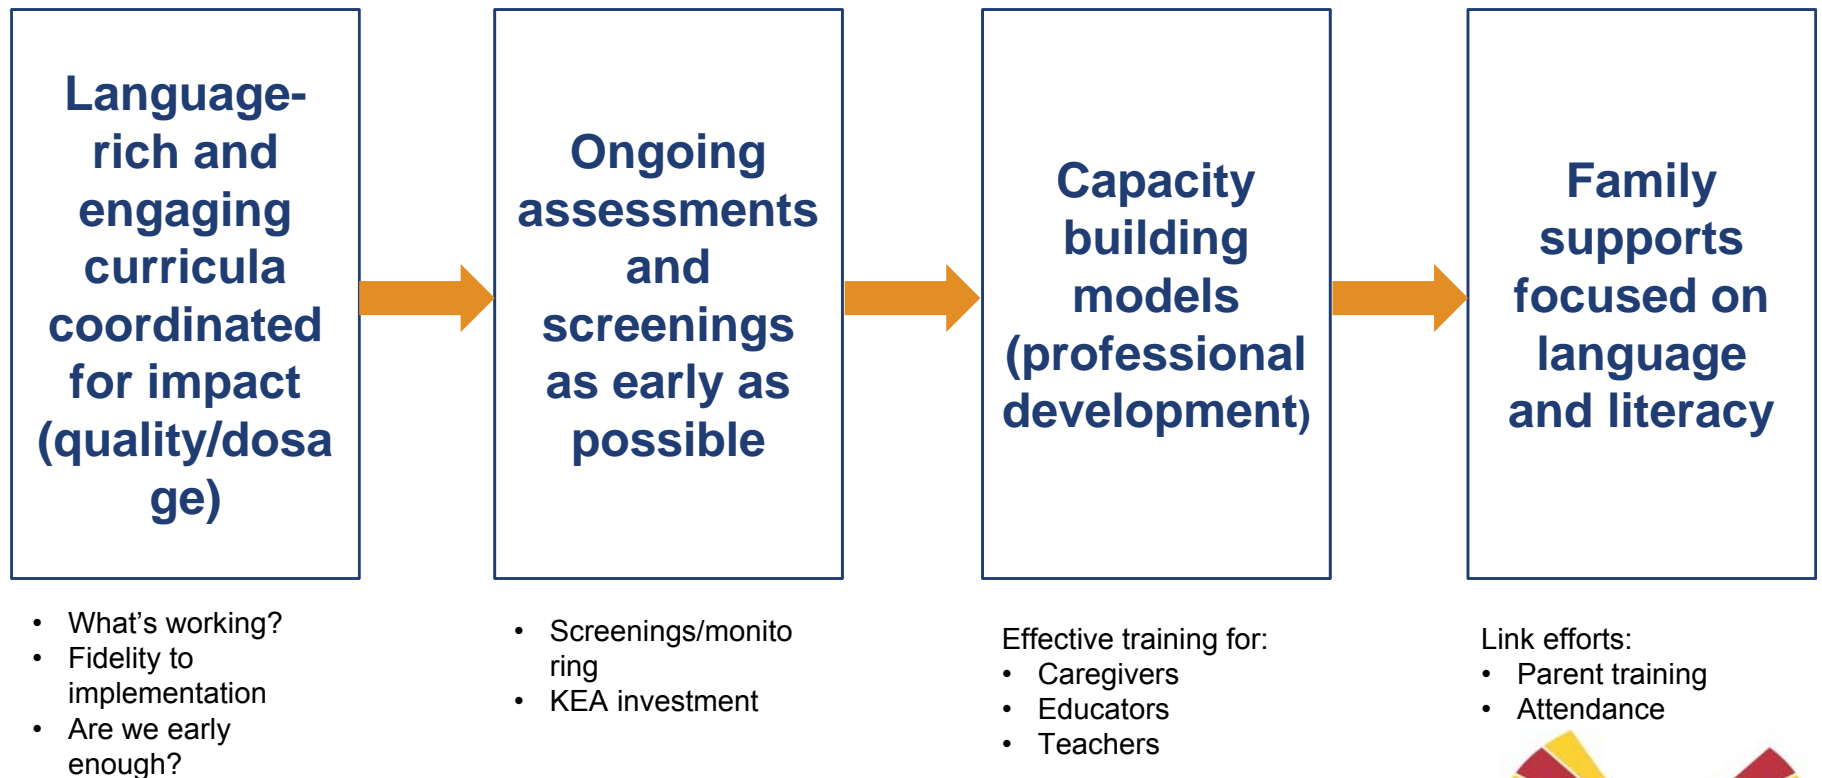 Language-
rich and
engaging
curricula
coordinated
for impact
(quality/dosa
ge)
Ongoing
assessments
and
screenings
as early as
possible
Capacity
building
models
(professional
development)
Family
supports
focused on
language
and literacy
• What’s working?
• Fidelity to
implementation
• Are we early
enough?
• Screenings/monito
ring
• KEA investment
Effective training for:
• Caregivers
• Educators
• Teachers
Link efforts:
• Parent training
• Attendance